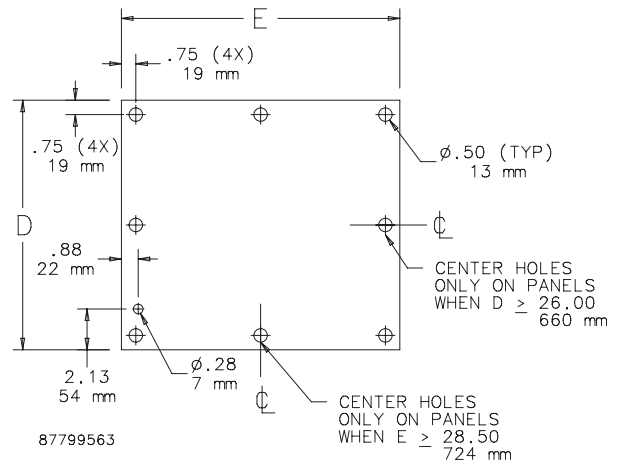 E
.75 (4X)
19 mm
.75 (4X)
19 mm
⌀.50 (TYP)
13 mm
D
℄
.88
22 mm
CENTER HOLES
ONLY ON PANELS
WHEN D ≥ 26.00
660 mm
⌀.28
7 mm
2.13
54 mm
℄
CENTER HOLES
ONLY ON PANELS
WHEN E ≥ 28.50
724 mm
87799563